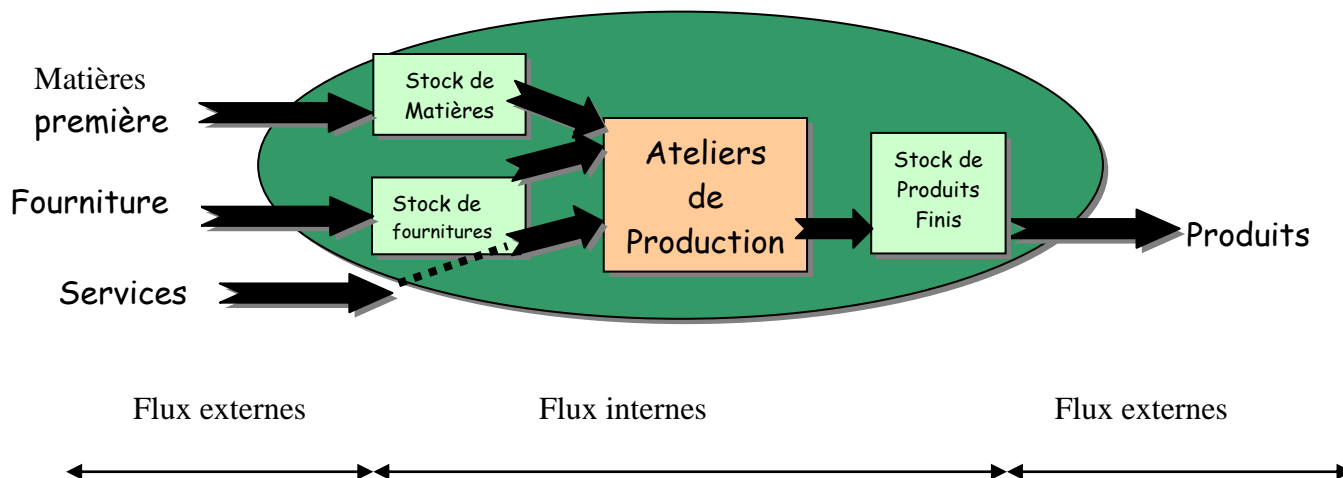 Matières
première
Stock de
Matières
Fourniture
Stock de
fournitures
Services
Ateliers
de
Production
Stock de
Produits
Finis
Produits
Flux externes
Flux internes
Flux externes